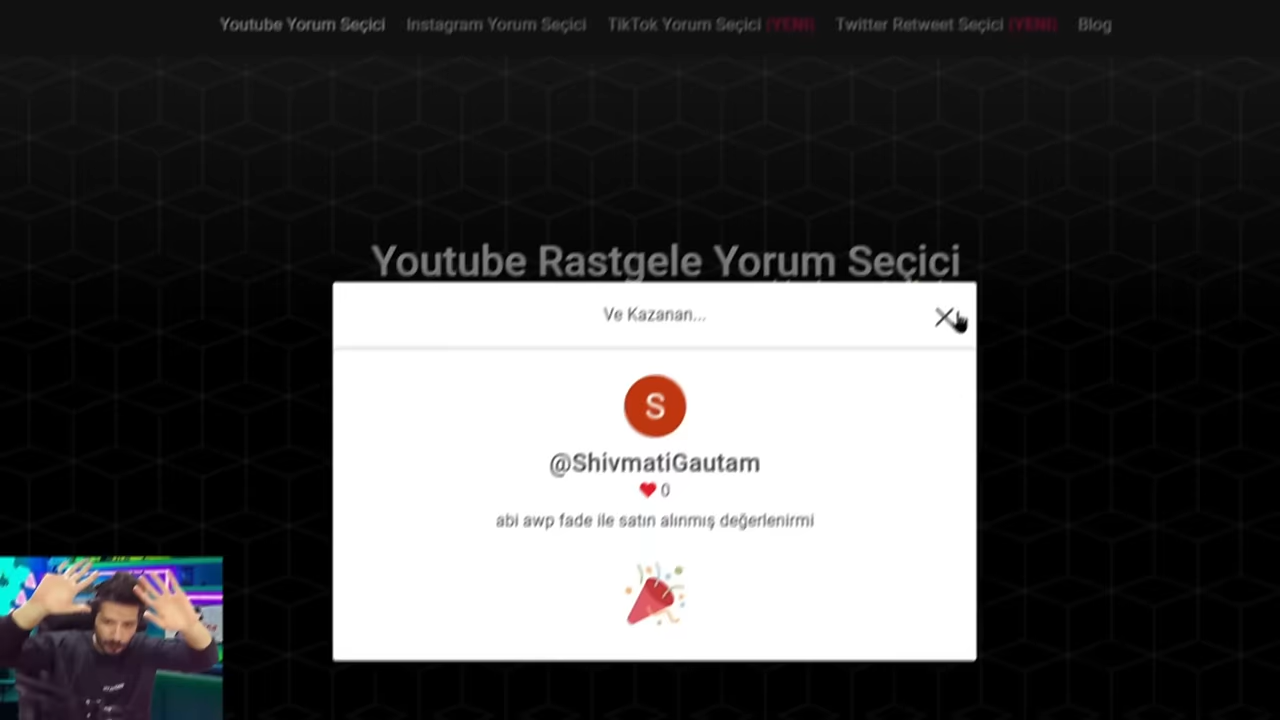 Youtube Yorum Seçici Instagram Yorum Seçici TikTok Yorum Seçici (YENİ) Twitter Retweet Seçici (YENİ) Blog
Youtube Rastgele Yorum Seçici
Ve Kazanan...
S
@ShivmatiGautam
0
abi awp fade ile satın alınmış değerlenirmi